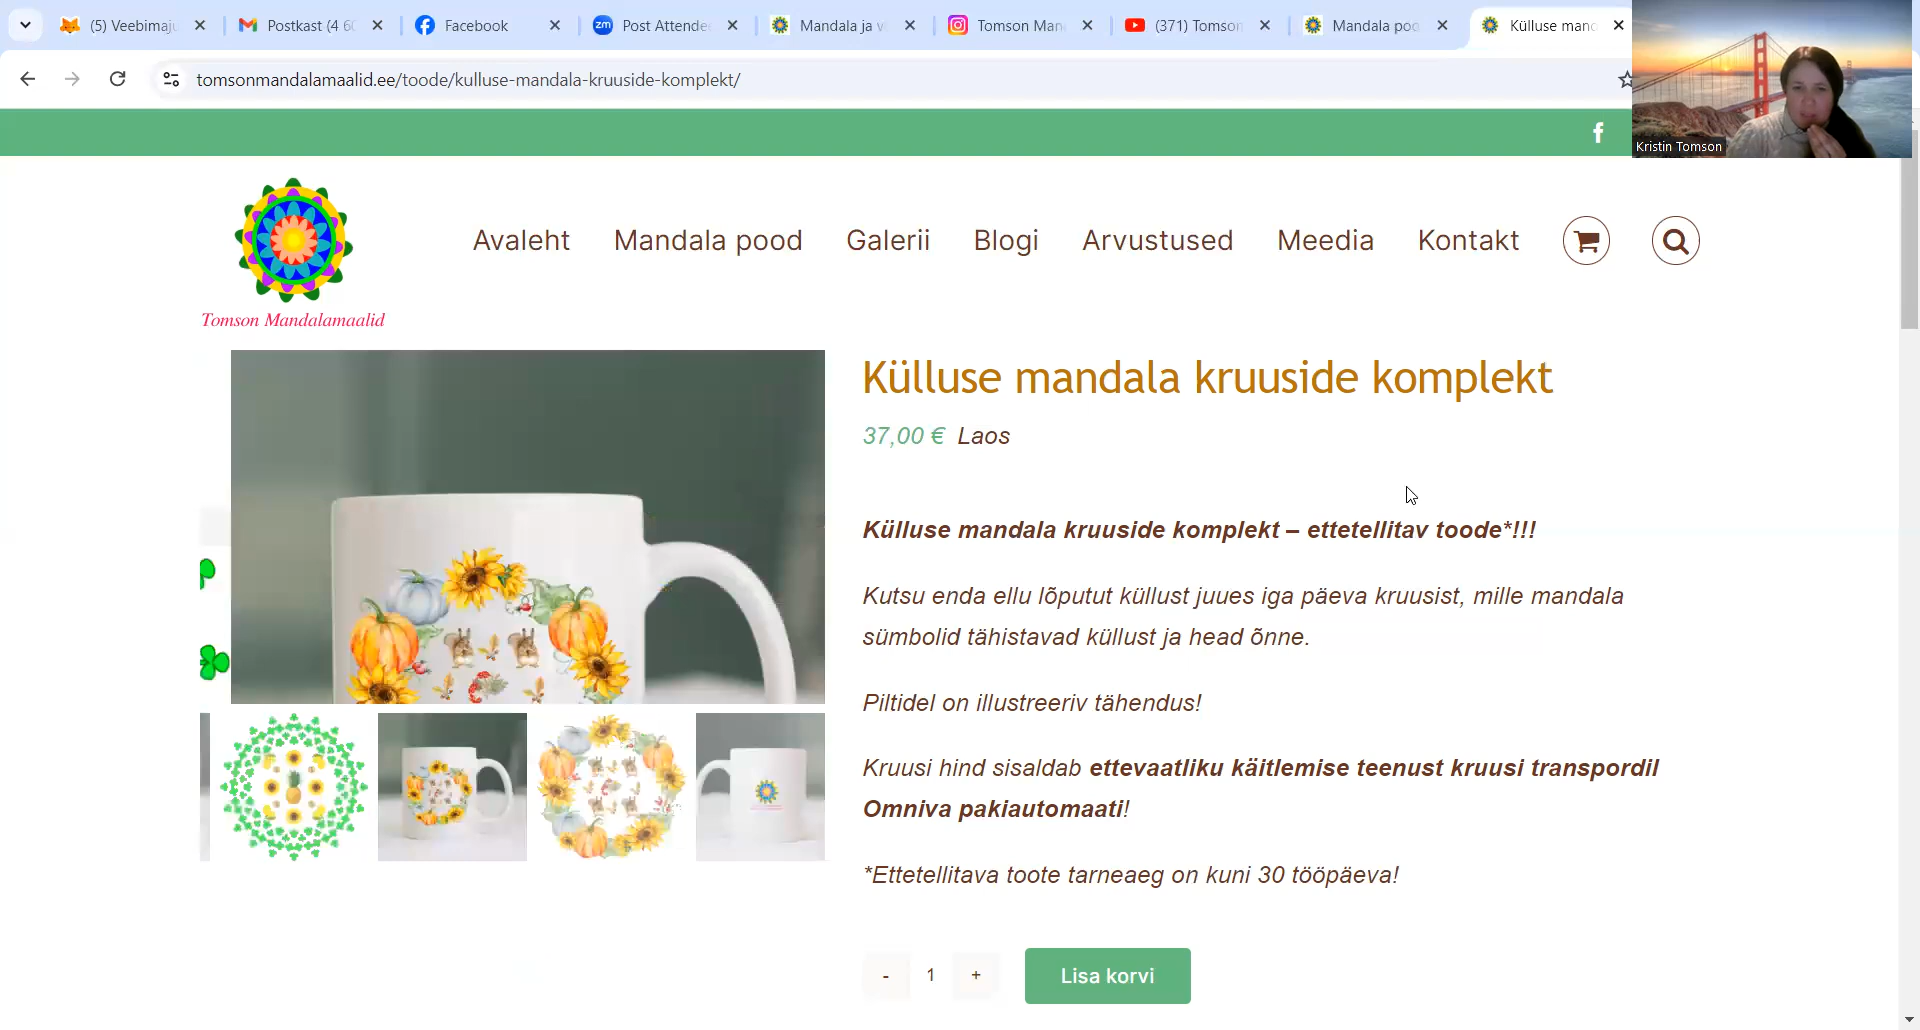 (5) Veebimaju
Postkast (4 60
Facebook
zm
Post Attende
Mandala ja v
Tomson Man
(371) Tomson
Mandala poo
Külluse mand
tomsonmandalamaalid.ee/toode/kulluse-mandala-kruuside-komplekt/
Kristin Tomson
Tomson Mandalamaalid
Avaleht
Mandala pood
Galerii
Blogi
Arvustused
Meedia
Kontakt
Külluse mandala kruuside komplekt
37,00 € Laos
Külluse mandala kruuside komplekt – ettetellitav toode*!!!
Kutsu enda ellu lõputut küllust juues iga päeva kruusist, mille mandala
sümbolid tähistavad küllust ja head õnne.
Piltidel on illustreeriv tähendus!
Kruusi hind sisaldab ettevaatliku käitlemise teenust kruusi transpordil
Omniva pakiautomaati!
*Ettetellitava toote tarneaeg on kuni 30 tööpäeva!
- 1 +
Lisa korvi